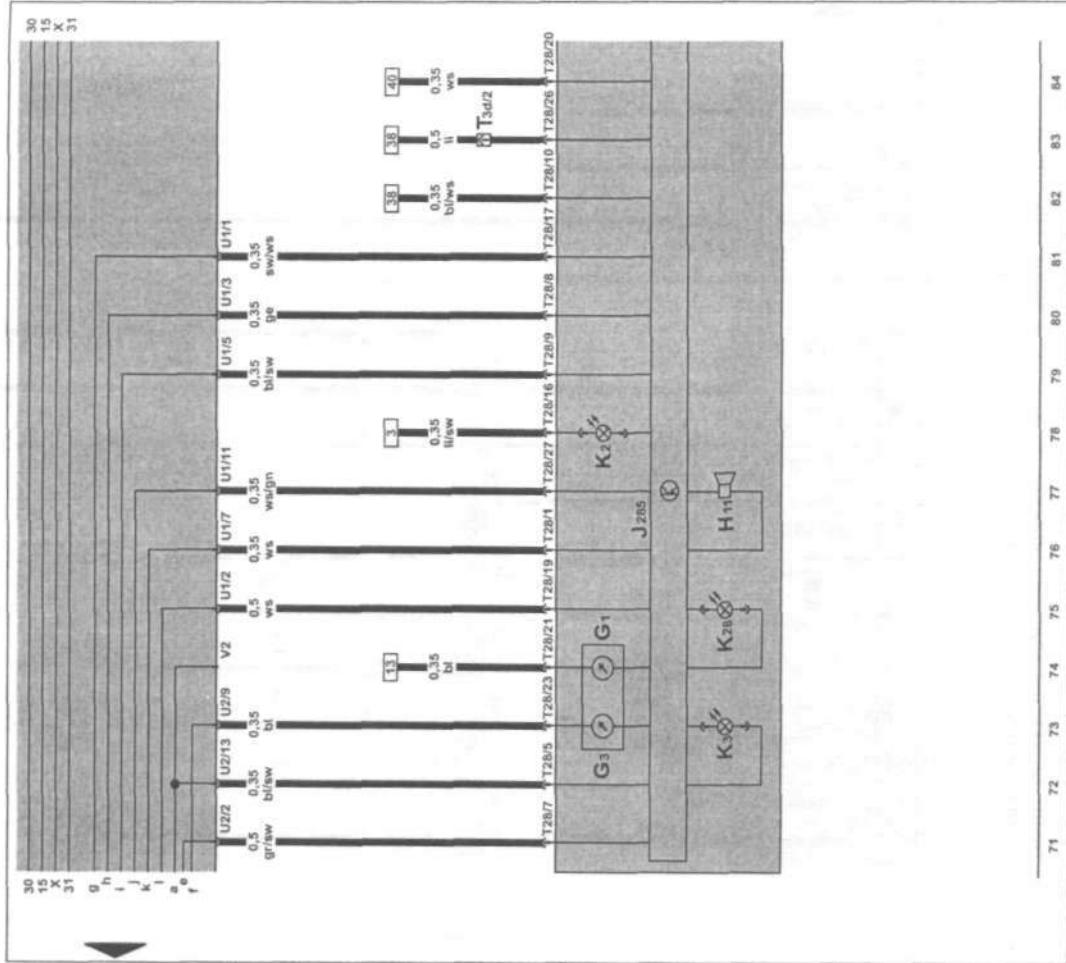 30
15
X
31
30
15
X
31
g
h
i
j
k
l
a
e
f
U2/2
U2/13
U2/9
V2
U1/2
U1/7
U1/11
U1/5
U1/3
U1/1
0,5
gr/sw
0,35
bl/sw
0,35
bl
13
0,35
bl
0,5
ws
0,35
ws
0,35
ws/gn
3
0,35
li/sw
0,35
bl/sw
0,35
ge
0,35
sw/ws
38
0,35
bl/ws
38
0,5
li
T3d/2
40
0,35
ws
T28/7
T28/5
T28/23
T28/21
T28/19
T28/1
T28/27
T28/16
T28/9
T28/8
T28/17
T28/10
T28/26
T28/20
G3
G1
K2
J285
K3
K28
H11
71
72
73
74
75
76
77
78
79
80
81
82
83
84